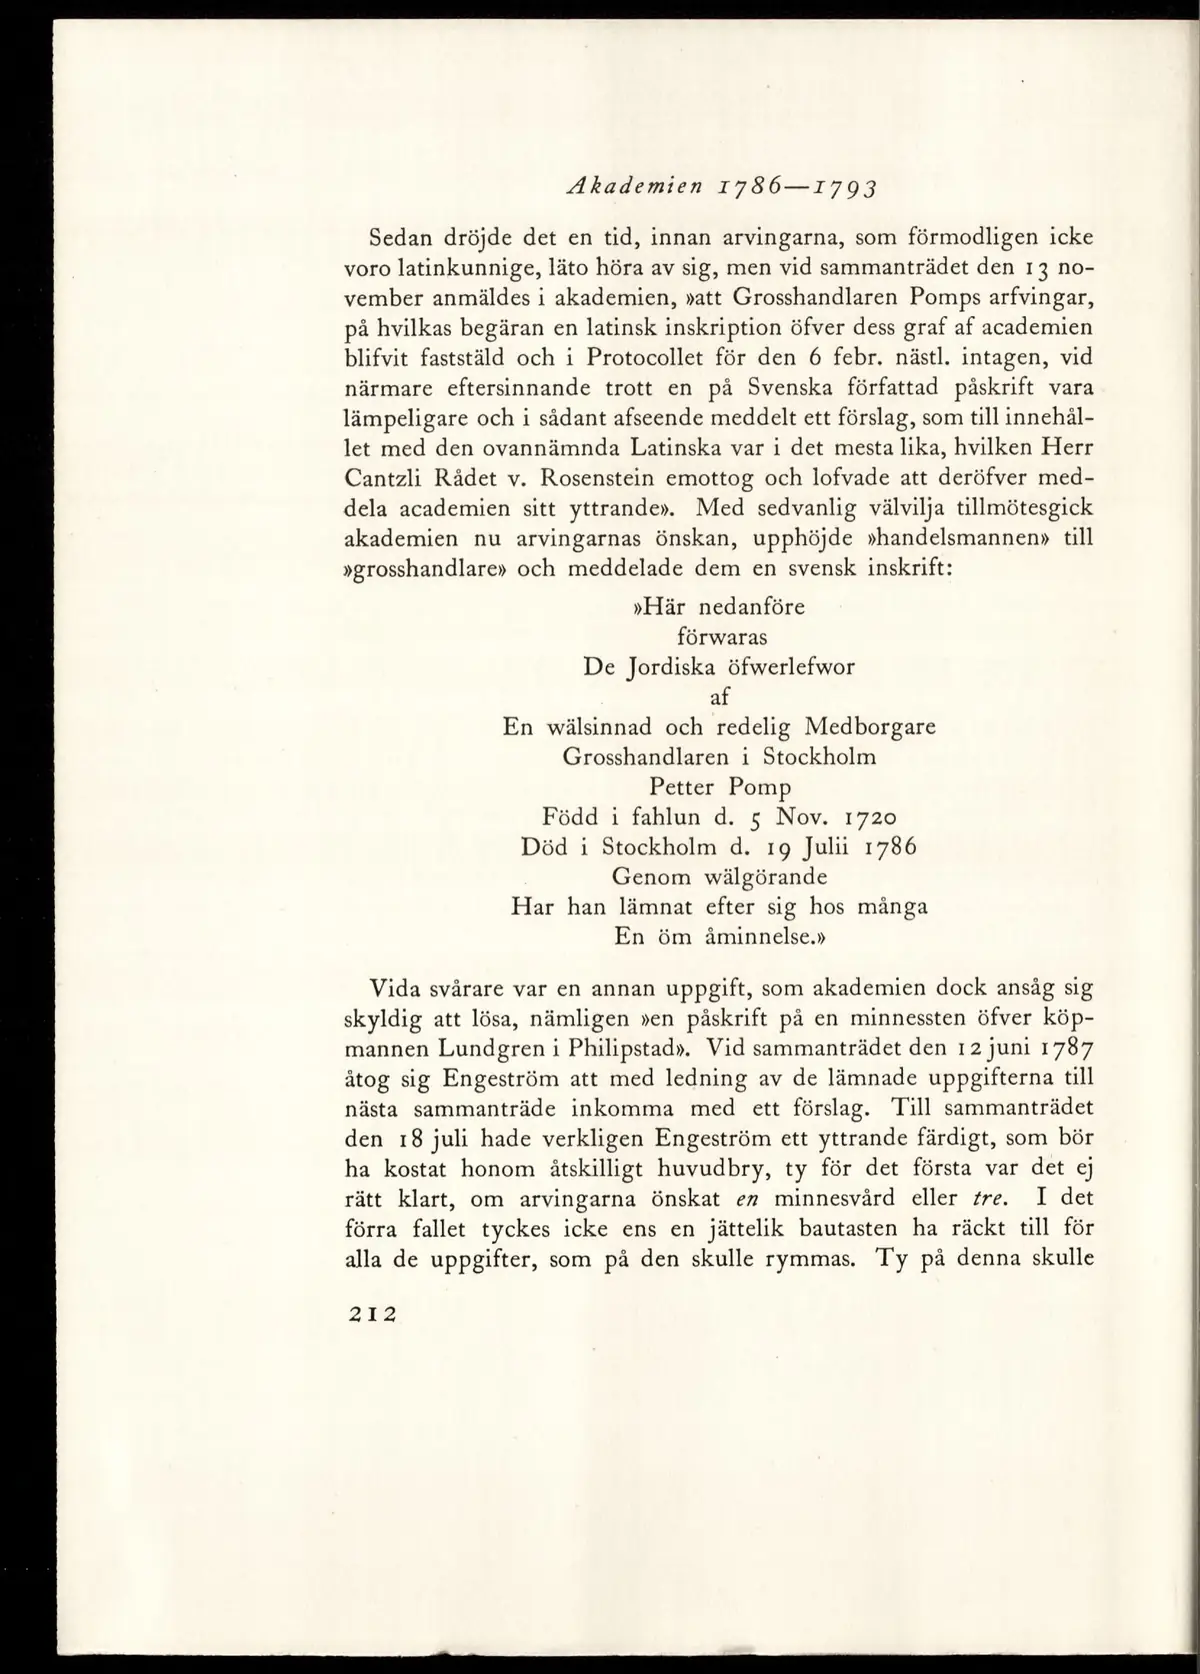 Akademien 1786—1793
Sedan dröjde det en tid, innan arvingarna, som förmodligen icke
voro latinkunnige, läto höra av sig, men vid sammanträdet den 13 no-
vember anmäldes i akademien, »att Grosshandlaren Pomps arfvingar,
på hvilkas begäran en latinsk inskription öfver dess graf af academien
blifvit faststäld och i Protocollet för den 6 febr. nästl. intagen, vid
närmare eftersinnande trott en på Svenska författad påskrift vara
lämpeligare och i sådant afseende meddelt ett förslag, som till innehål-
let med den ovannämnda Latinska var i det mesta lika, hvilken Herr
Cantzli Rådet v. Rosenstein emottog och lofvade att deröfver med-
dela academien sitt yttrande». Med sedvanlig välvilja tillmötesgick
akademien nu arvingarnas önskan, upphöjde »handelsmannen» till
»grosshandlare» och meddelade dem en svensk inskrift:
»Här nedanföre
förwaras
De Jordiska öfwerlefwor
af
En wälsinnad och redelig Medborgare
Grosshandlaren i Stockholm
Petter Pomp
Född i fahlun d. 5 Nov. 1720
Död i Stockholm d. 19 Julii 1786
Genom wälgörande
Har han lämnat efter sig hos många
En öm åminnelse.»
Vida svårare var en annan uppgift, som akademien dock ansåg sig
skyldig att lösa, nämligen »en påskrift på en minnessten öfver köp-
mannen Lundgren i Philipstad». Vid sammanträdet den 12 juni 1787
åtog sig Engeström att med ledning av de lämnade uppgifterna till
nästa sammanträde inkomma med ett förslag. Till sammanträdet
den 18 juli hade verkligen Engeström ett yttrande färdigt, som bör
ha kostat honom åtskilligt huvudbry, ty för det första var det ej
rätt klart, om arvingarna önskat en minnesvård eller tre. I det
förra fallet tyckes icke ens en jättelik bautasten ha räckt till för
alla de uppgifter, som på den skulle rymmas. Ty på denna skulle
212